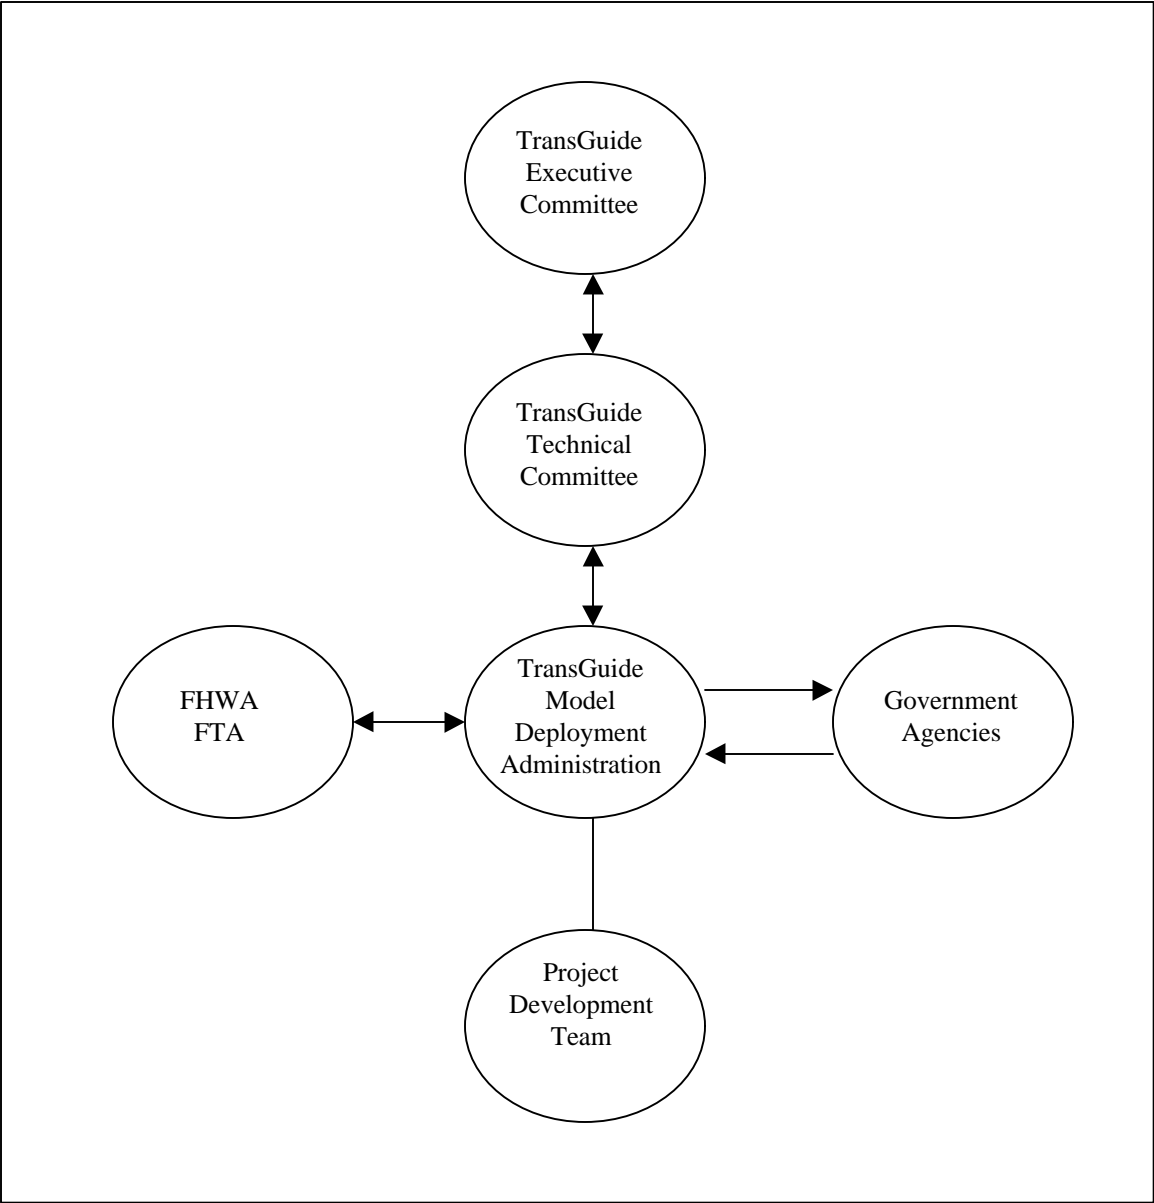 TransGuide
Executive
Committee
TransGuide
Technical
Committee
FHWA
FTA
TransGuide
Model
Deployment
Administration
Government
Agencies
Project
Development
Team